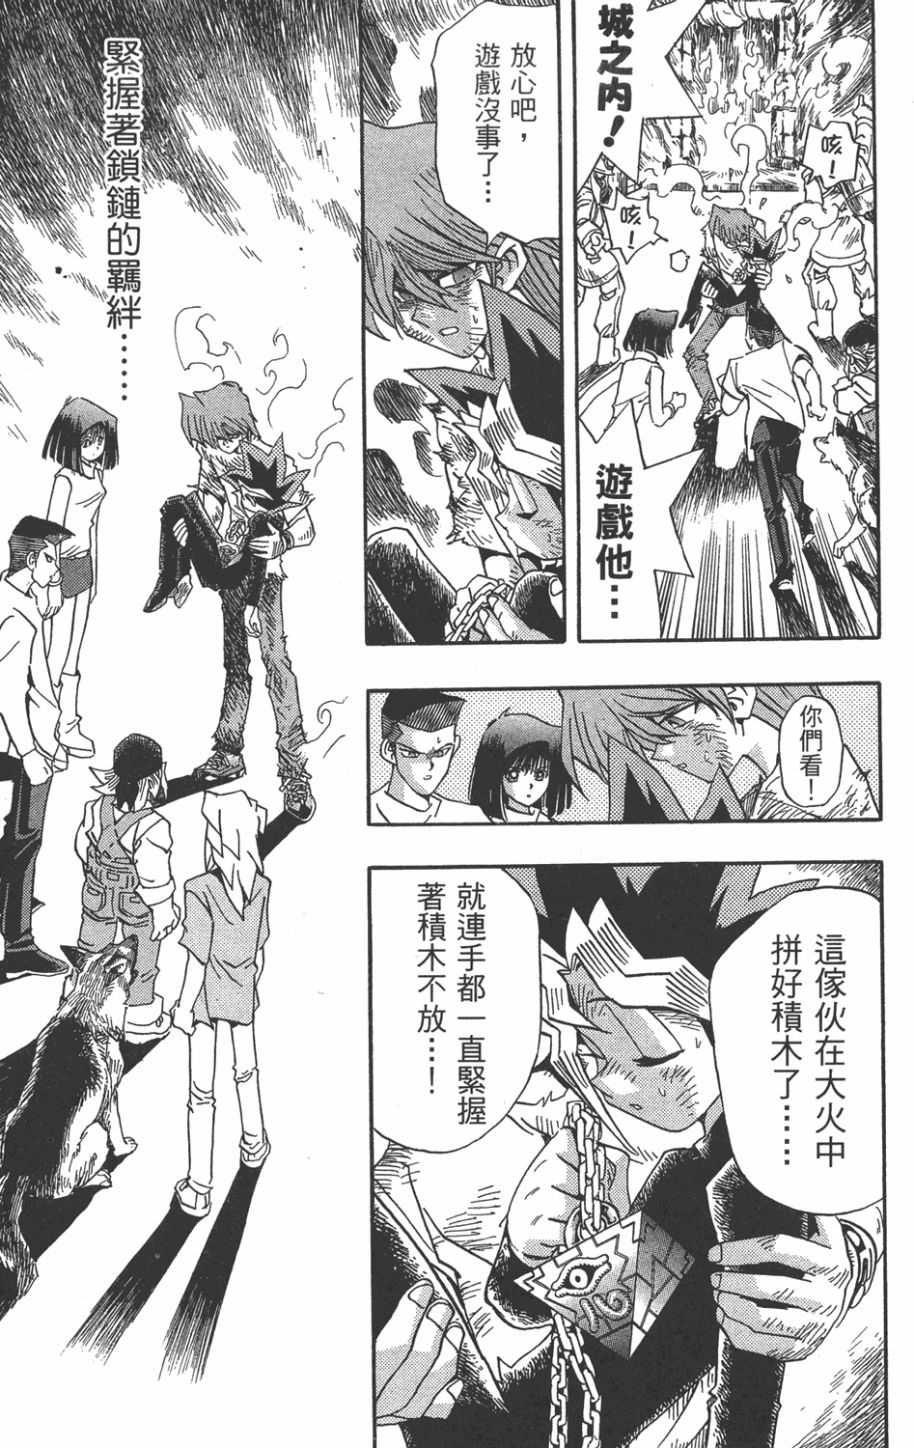 城之內！
咳！
咳！
遊戲他…
放心吧，
遊戲沒事了…
你們看！
這傢伙在大火中
拼好積木了……
就連手都一直緊握
著積木不放…！
緊握著鎖鏈的羈絆……